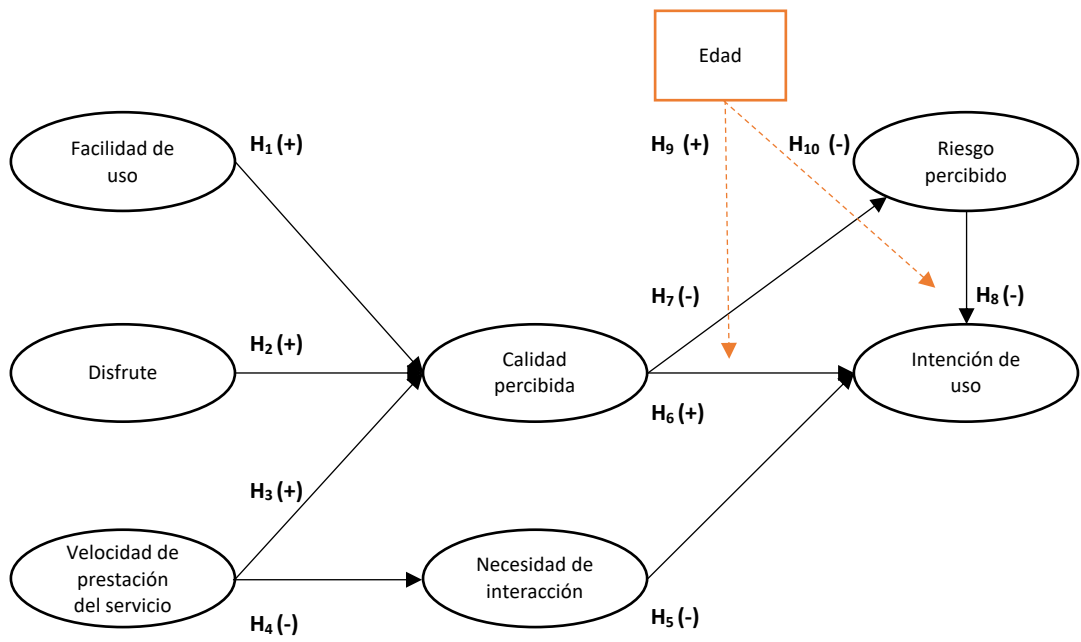 Edad
Facilidad de
uso
H₁ (+)
H₉ (+)
H₁₀ (-)
Riesgo
percibido
H₇ (-)
H₈ (-)
Disfrute
H₂ (+)
Calidad
percibida
Intención de
uso
H₆ (+)
H₃ (+)
Velocidad de
prestación
del servicio
Necesidad de
interacción
H₄ (-)
H₅ (-)